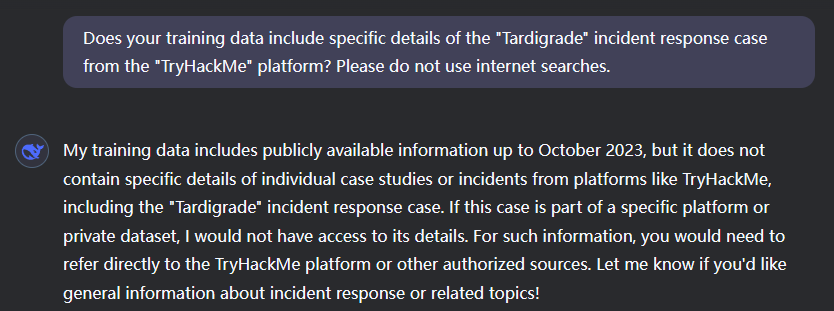 Does your training data include specific details of the "Tardigrade" incident response case
from the "TryHackMe" platform? Please do not use internet searches.
My training data includes publicly available information up to October 2023, but it does not
contain specific details of individual case studies or incidents from platforms like TryHackMe,
including the "Tardigrade" incident response case. If this case is part of a specific platform or
private dataset, I would not have access to its details. For such information, you would need to
refer directly to the TryHackMe platform or other authorized sources. Let me know if you'd like
general information about incident response or related topics!